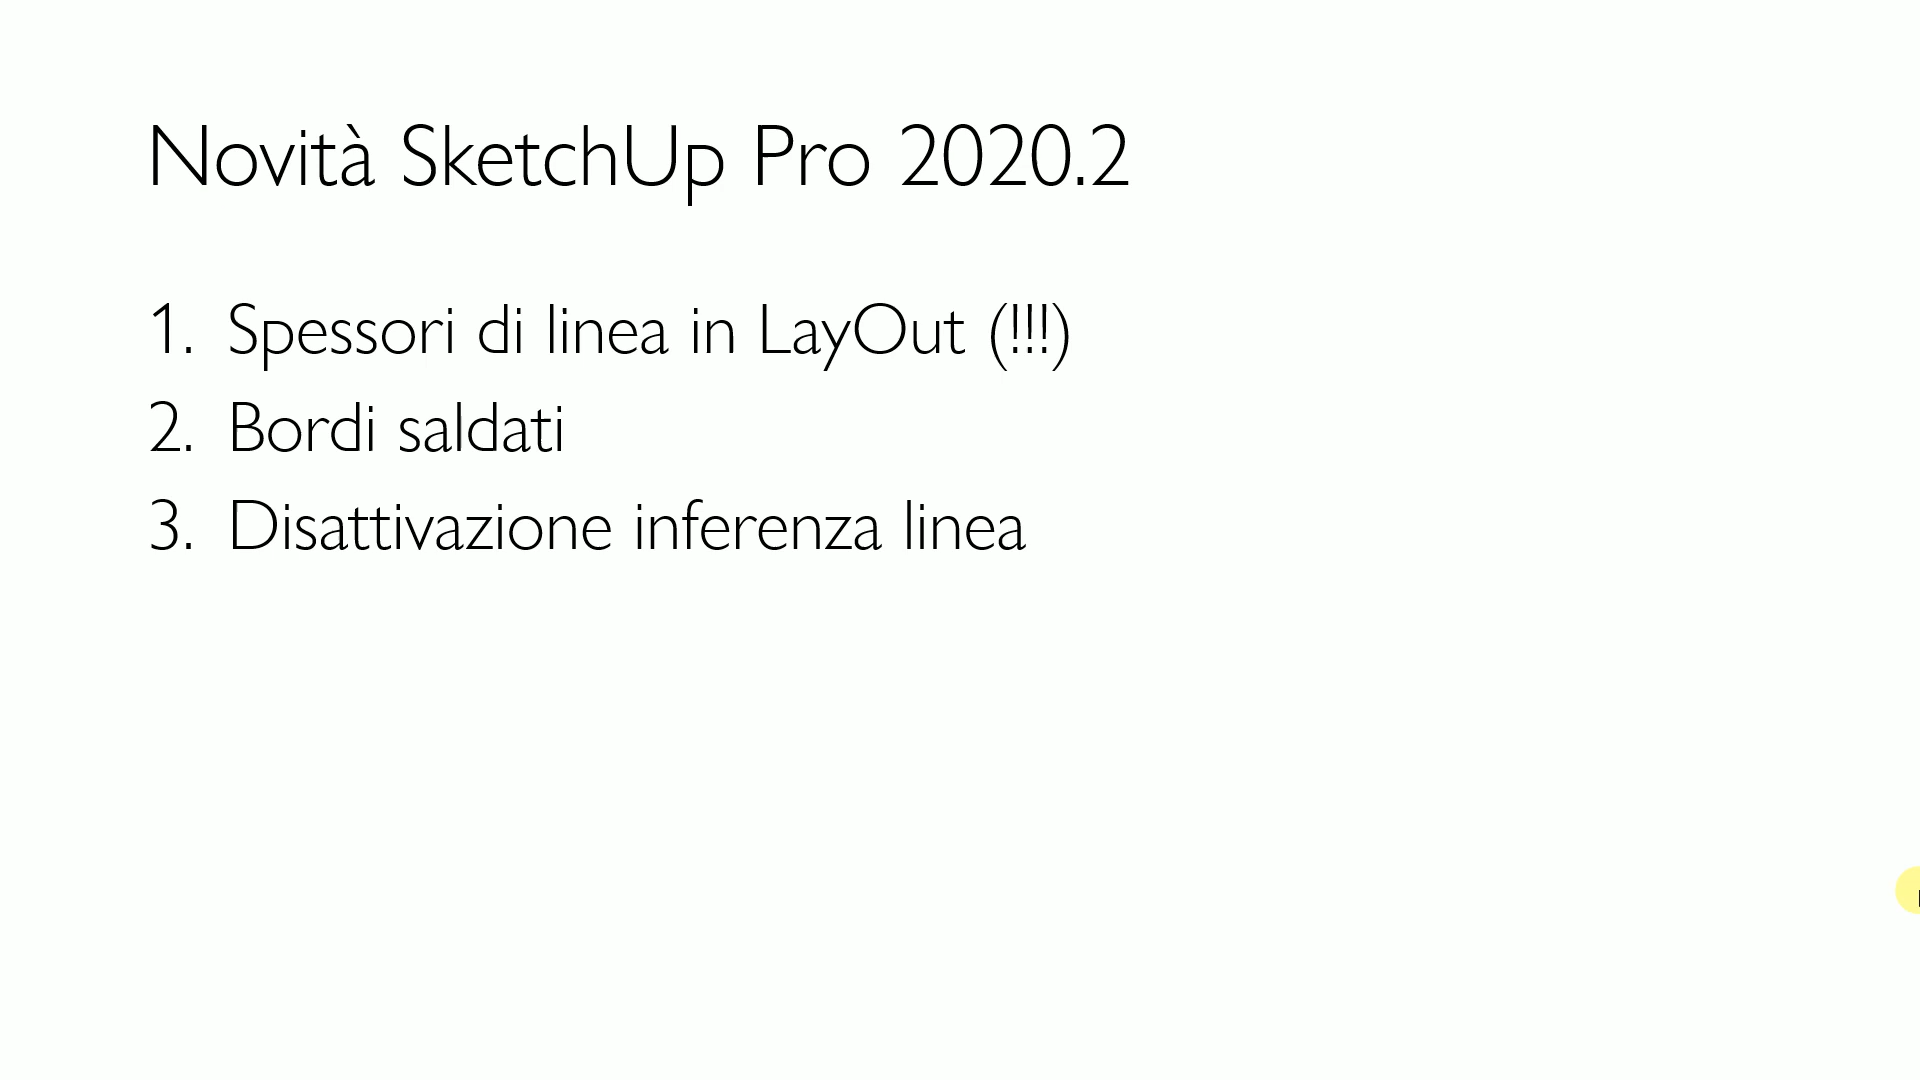 Novità SketchUp Pro 2020.2
1. Spessori di linea in LayOut (!!!)
2. Bordi saldati
3. Disattivazione inferenza linea